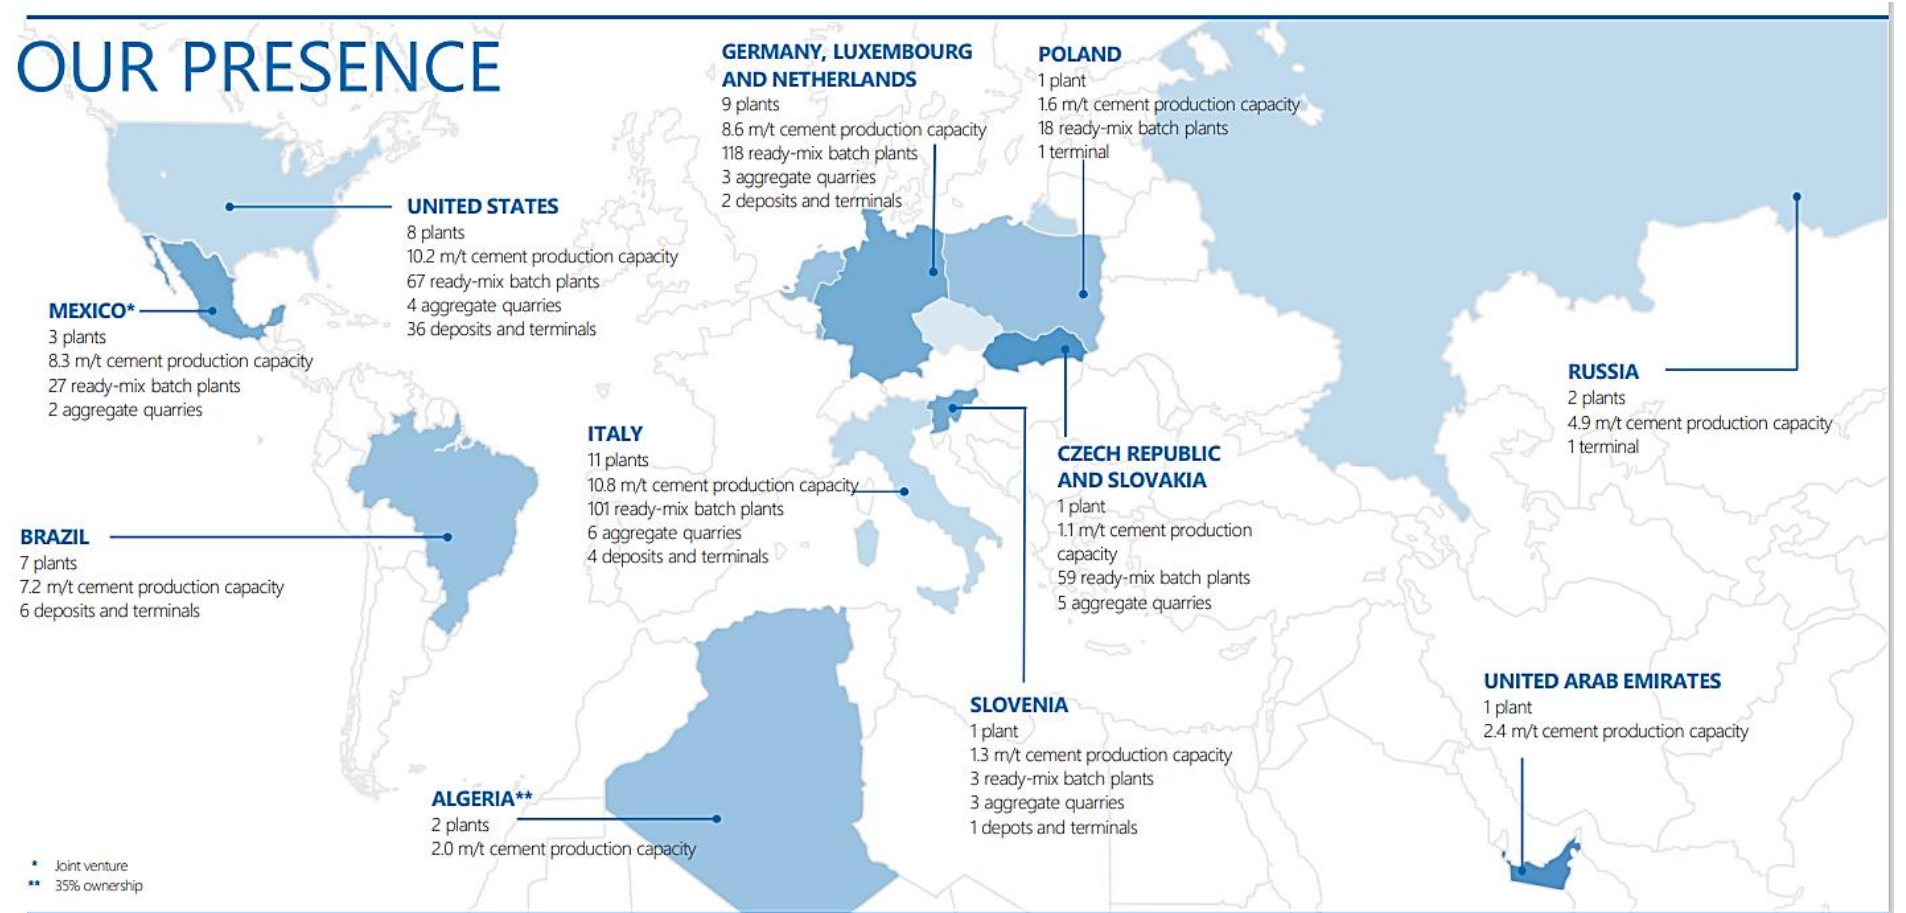 OUR PRESENCE
GERMANY, LUXEMBOURG
AND NETHERLANDS
9 plants
8.6 m/t cement production capacity
118 ready-mix batch plants
3 aggregate quarries
2 deposits and terminals
POLAND
1 plant
1.6 m/t cement production capacity
18 ready-mix batch plants
1 terminal
UNITED STATES
8 plants
10.2 m/t cement production capacity
67 ready-mix batch plants
4 aggregate quarries
36 deposits and terminals
MEXICO*
3 plants
8.3 m/t cement production capacity
27 ready-mix batch plants
2 aggregate quarries
RUSSIA
2 plants
4.9 m/t cement production capacity
1 terminal
ITALY
11 plants
10.8 m/t cement production capacity
101 ready-mix batch plants
6 aggregate quarries
4 deposits and terminals
CZECH REPUBLIC
AND SLOVAKIA
1 plant
1.1 m/t cement production
capacity
59 ready-mix batch plants
5 aggregate quarries
BRAZIL
7 plants
7.2 m/t cement production capacity
6 deposits and terminals
SLOVENIA
1 plant
1.3 m/t cement production capacity
3 ready-mix batch plants
3 aggregate quarries
1 depots and terminals
UNITED ARAB EMIRATES
1 plant
2.4 m/t cement production capacity
ALGERIA**
2 plants
2.0 m/t cement production capacity
* Joint venture
** 35% ownership